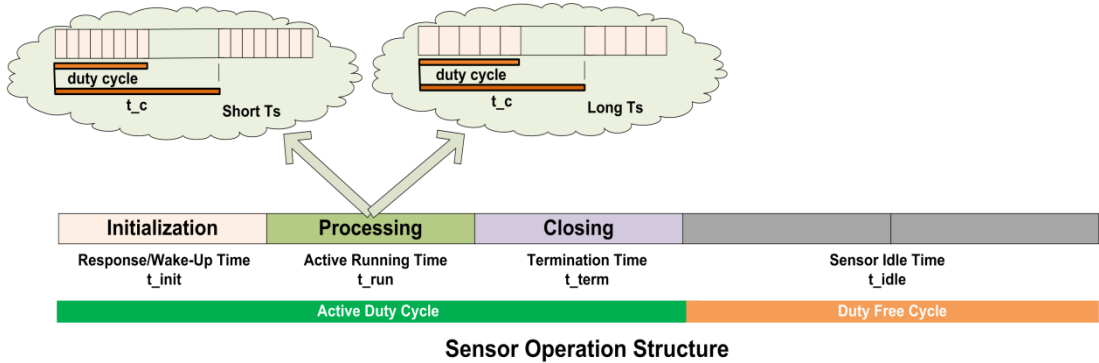 duty cycle
t_c
Short Ts
duty cycle
t_c
Long Ts
Initialization
Processing
Closing
Response/Wake-Up Time
t_init
Active Running Time
t_run
Termination Time
t_term
Sensor Idle Time
t_idle
Active Duty Cycle
Duty Free Cycle
Sensor Operation Structure